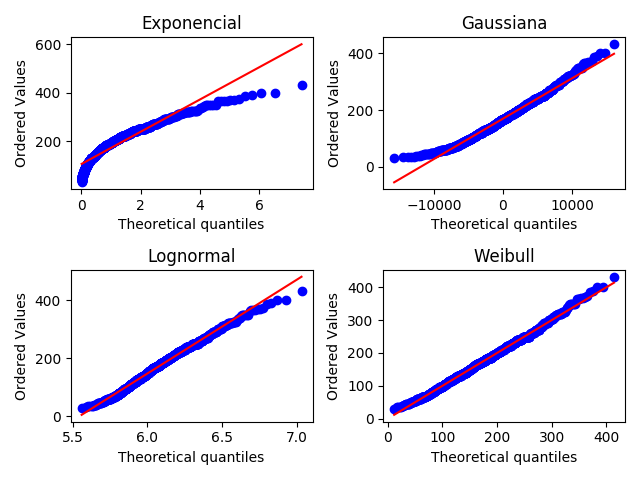 Exponencial
Ordered Values
600
400
200
0
2
4
6
Theoretical quantiles
Gaussiana
Ordered Values
400
200
0
−10000
0
10000
Theoretical quantiles
Lognormal
Ordered Values
400
200
0
5.5
6.0
6.5
7.0
Theoretical quantiles
Weibull
Ordered Values
400
300
200
100
0
0
100
200
300
400
Theoretical quantiles